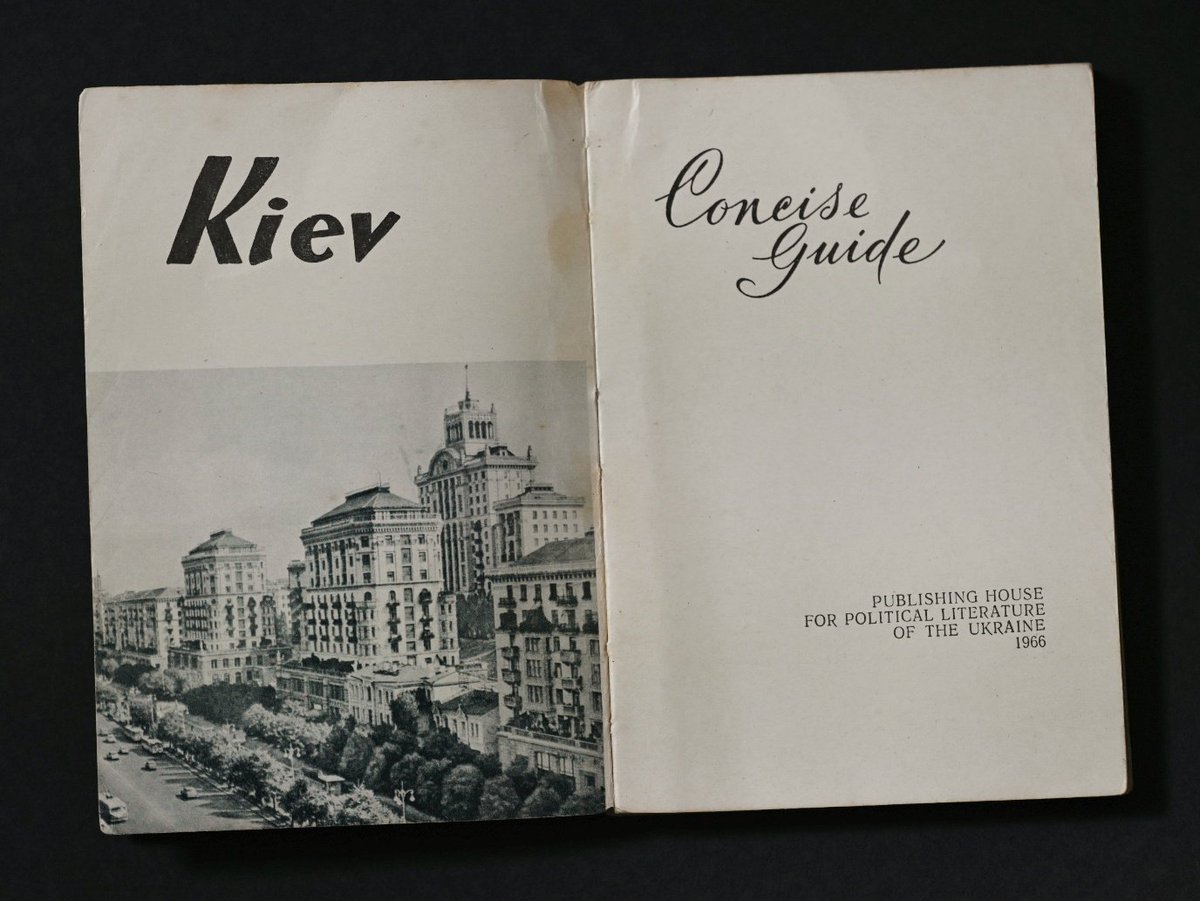 Kiev
Concise
Guide
PUBLISHING HOUSE
FOR POLITICAL LITERATURE
OF THE UKRAINE
1966